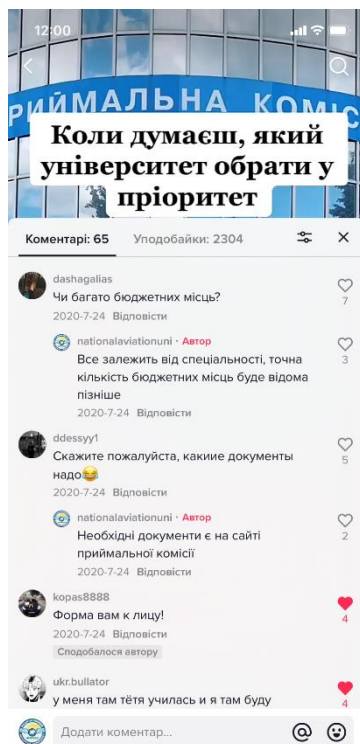 12:00
РИЙМАЛЬНА КОМІС
Коли думаєш, який
університет обрати у
пріоритет
Коментарі: 65 Уподобайки: 2304
dashagalias
Чи багато бюджетних місць?
7
2020-7-24 Відповісти
nationalaviationuni · Автор
Все залежить від спеціальності, точна
3
кількість бюджетних місць буде відома
пізніше
2020-7-24 Відповісти
ddessyy1
Скажите пожалуйста, какиие документы
5
надо😂
2020-7-24 Відповісти
nationalaviationuni · Автор
Необхідні документи є на сайті
2
приймальної комісії
2020-7-24 Відповісти
kopas8888
Форма вам к лицу!
4
2020-7-24 Відповісти
Сподобалося автору
ukr.bullator
у меня там тётя училась и я там буду
4
Додати коментар...